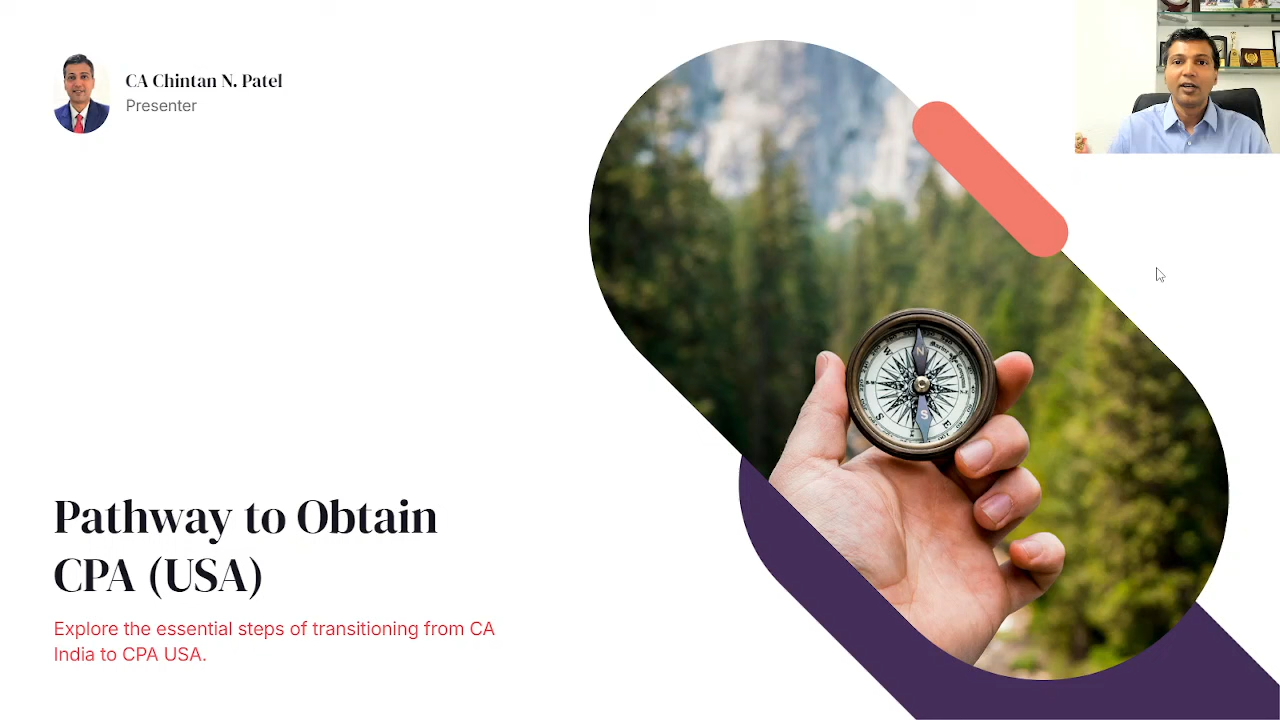 CA Chintan N. Patel
Presenter
N
W
S
E
S
Pathway to Obtain
CPA (USA)
Explore the essential steps of transitioning from CA
India to CPA USA.